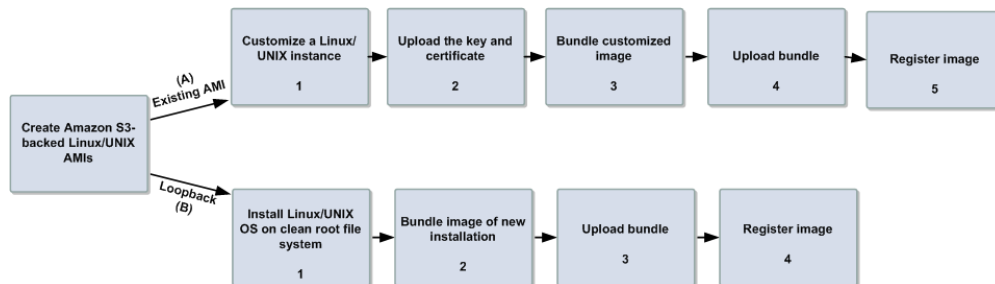 Create Amazon S3-
backed Linux/UNIX
AMIs
(A)
Existing AMI
Customize a Linux/
UNIX instance
1
Upload the key and
certificate
2
Bundle customized
image
3
Upload bundle
4
Register image
5
Loopback
(B)
Install Linux/UNIX
OS on clean root file
system
1
Bundle image of new
installation
2
Upload bundle
3
Register image
4